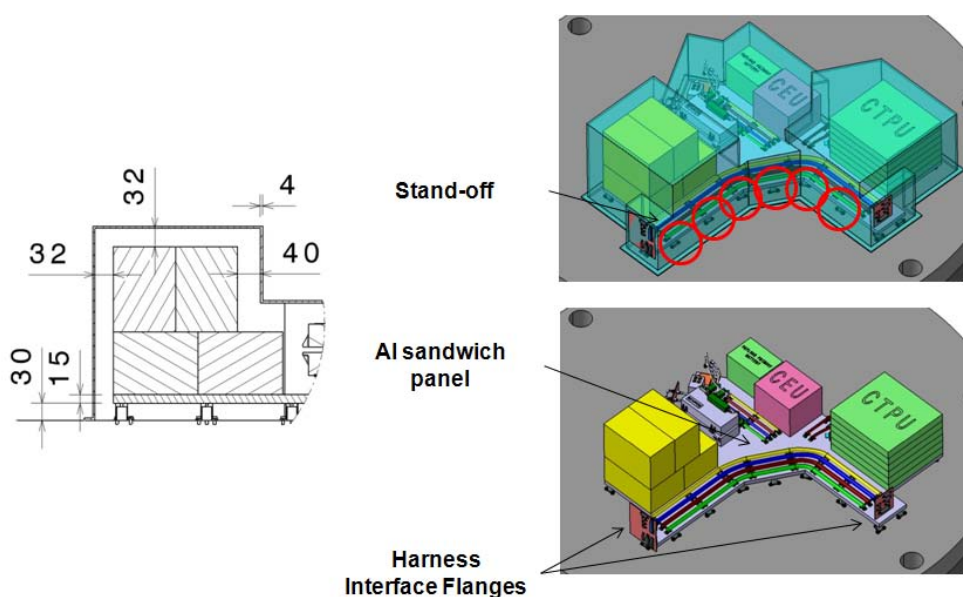 32
4
32
40
30
15
Stand-off
CEU
CTPU
Al sandwich
panel
CEU
CTPU
Harness
Interface Flanges